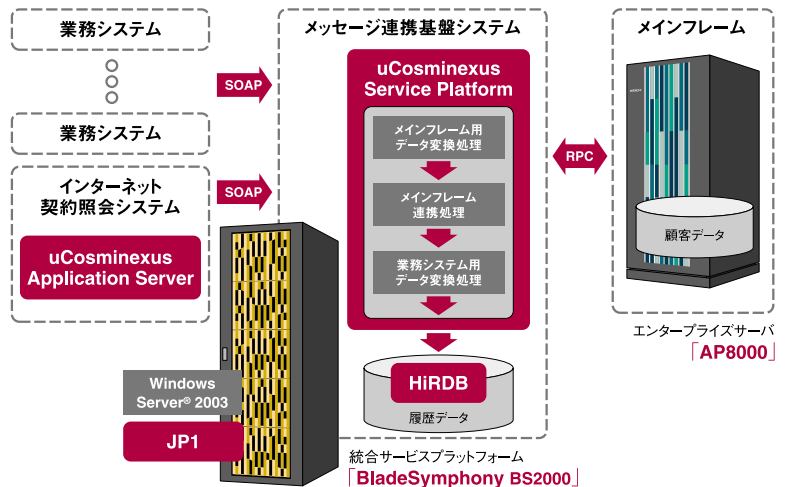 業務システム
業務システム
インターネット
契約照会システム
uCosminexus
Application Server
Windows
Server® 2003
JP1
SOAP
SOAP
メッセージ連携基盤システム
uCosminexus
Service Platform
メインフレーム用
データ変換処理
メインフレーム
連携処理
業務システム用
データ変換処理
HiRDB
履歴データ
統合サービスプラットフォーム
「BladeSymphony BS2000」
RPC
メインフレーム
HITACHI
顧客データ
エンタープライズサーバ
「AP8000」